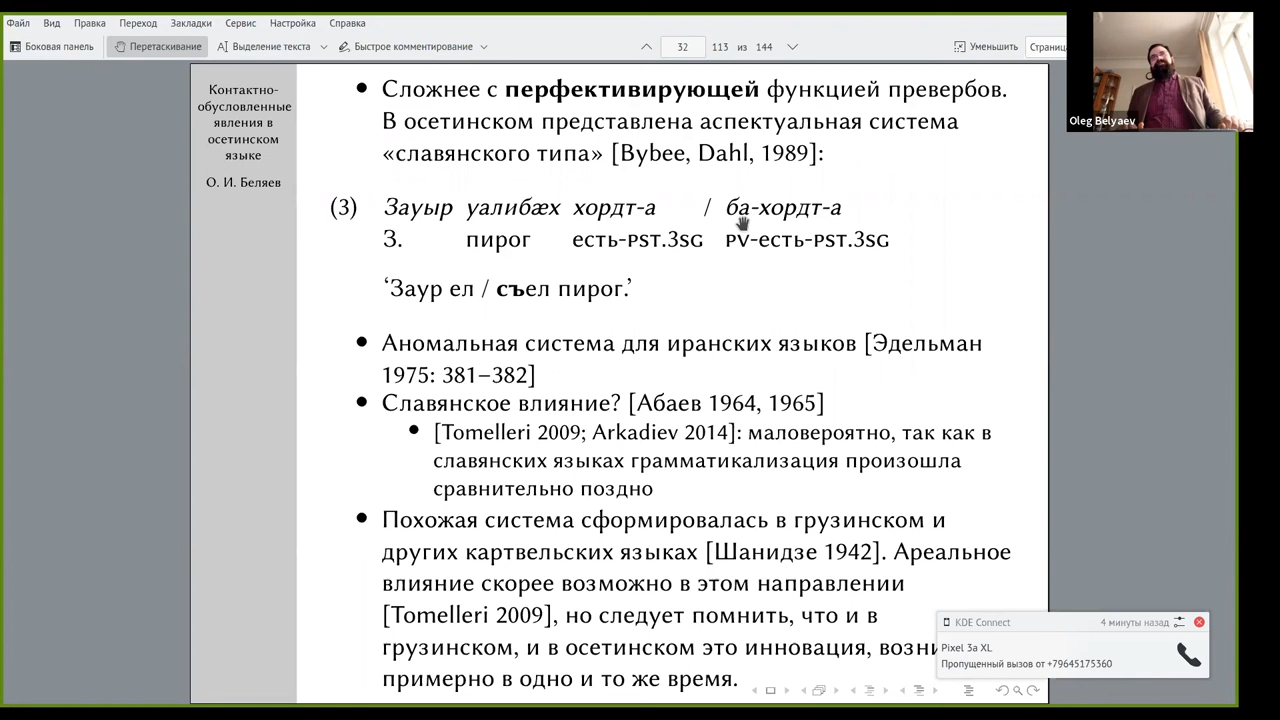 Файл Вид Правка Переход Закладки Сервис Настройка Справка
Боковая панель Перетаскивание Выделение текста Быстрое комментирование 32 113 из 144 Уменьшить Страница
Oleg Belyaev
Контактно-
обусловленные
явления в
осетинском
языке
О. И. Беляев
• Сложнее с перфективирующей функцией превербов.
В осетинском представлена аспектуальная система
«славянского типа» [Bybee, Dahl, 1989]:
(3) Зауыр уалибæх хордт-а / ба-хордт-а
З. пирог есть-PST.3SG PV-есть-PST.3SG
‘Заур ел / съел пирог.’
• Аномальная система для иранских языков [Эдельман
1975: 381–382]
• Славянское влияние? [Абаев 1964, 1965]
• [Tomelleri 2009; Arkadiev 2014]: маловероятно, так как в
славянских языках грамматикализация произошла
сравнительно поздно
• Похожая система сформировалась в грузинском и
других картвельских языках [Шанидзе 1942]. Ареальное
влияние скорее возможно в этом направлении
[Tomelleri 2009], но следует помнить, что и в
грузинском, и в осетинском это инновация, возни
примерно в одно и то же время.
KDE Connect 4 минуты назад
Pixel 3a XL
Пропущенный вызов от +79645175360